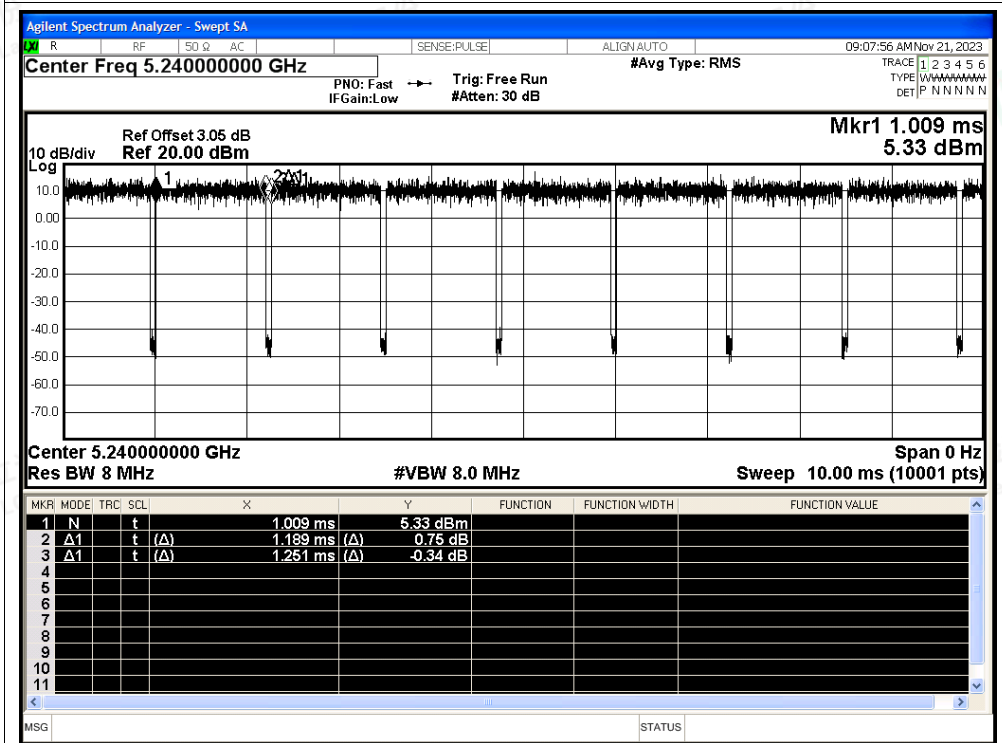 Agilent Spectrum Analyzer - Swept SA
LXI R RF 50 Ω AC SENSE:PULSE ALIGN AUTO 09:07:56 AM Nov 21, 2023
Center Freq 5.240000000 GHz #Avg Type: RMS TRACE 1 2 3 4 5 6
PNO: Fast Trig: Free Run TYPE W
IFGain:Low #Atten: 30 dB DET P N N N N N
Mkr1 1.009 ms
Ref Offset 3.05 dB
10 dB/div Ref 20.00 dBm 5.33 dBm
Log
1 2Δ1
10.0
0.00
-10.0
-20.0
-30.0
-40.0
-50.0
-60.0
-70.0
Center 5.240000000 GHz Span 0 Hz
Res BW 8 MHz #VBW 8.0 MHz Sweep 10.00 ms (10001 pts)
MKR MODE TRC SCL X Y FUNCTION FUNCTION WIDTH FUNCTION VALUE
1 N t 1.009 ms 5.33 dBm
2 Δ1 t (Δ) 1.189 ms (Δ) 0.75 dB
3 Δ1 t (Δ) 1.251 ms (Δ) -0.34 dB
4
5
6
7
8
9
10
11
MSG STATUS